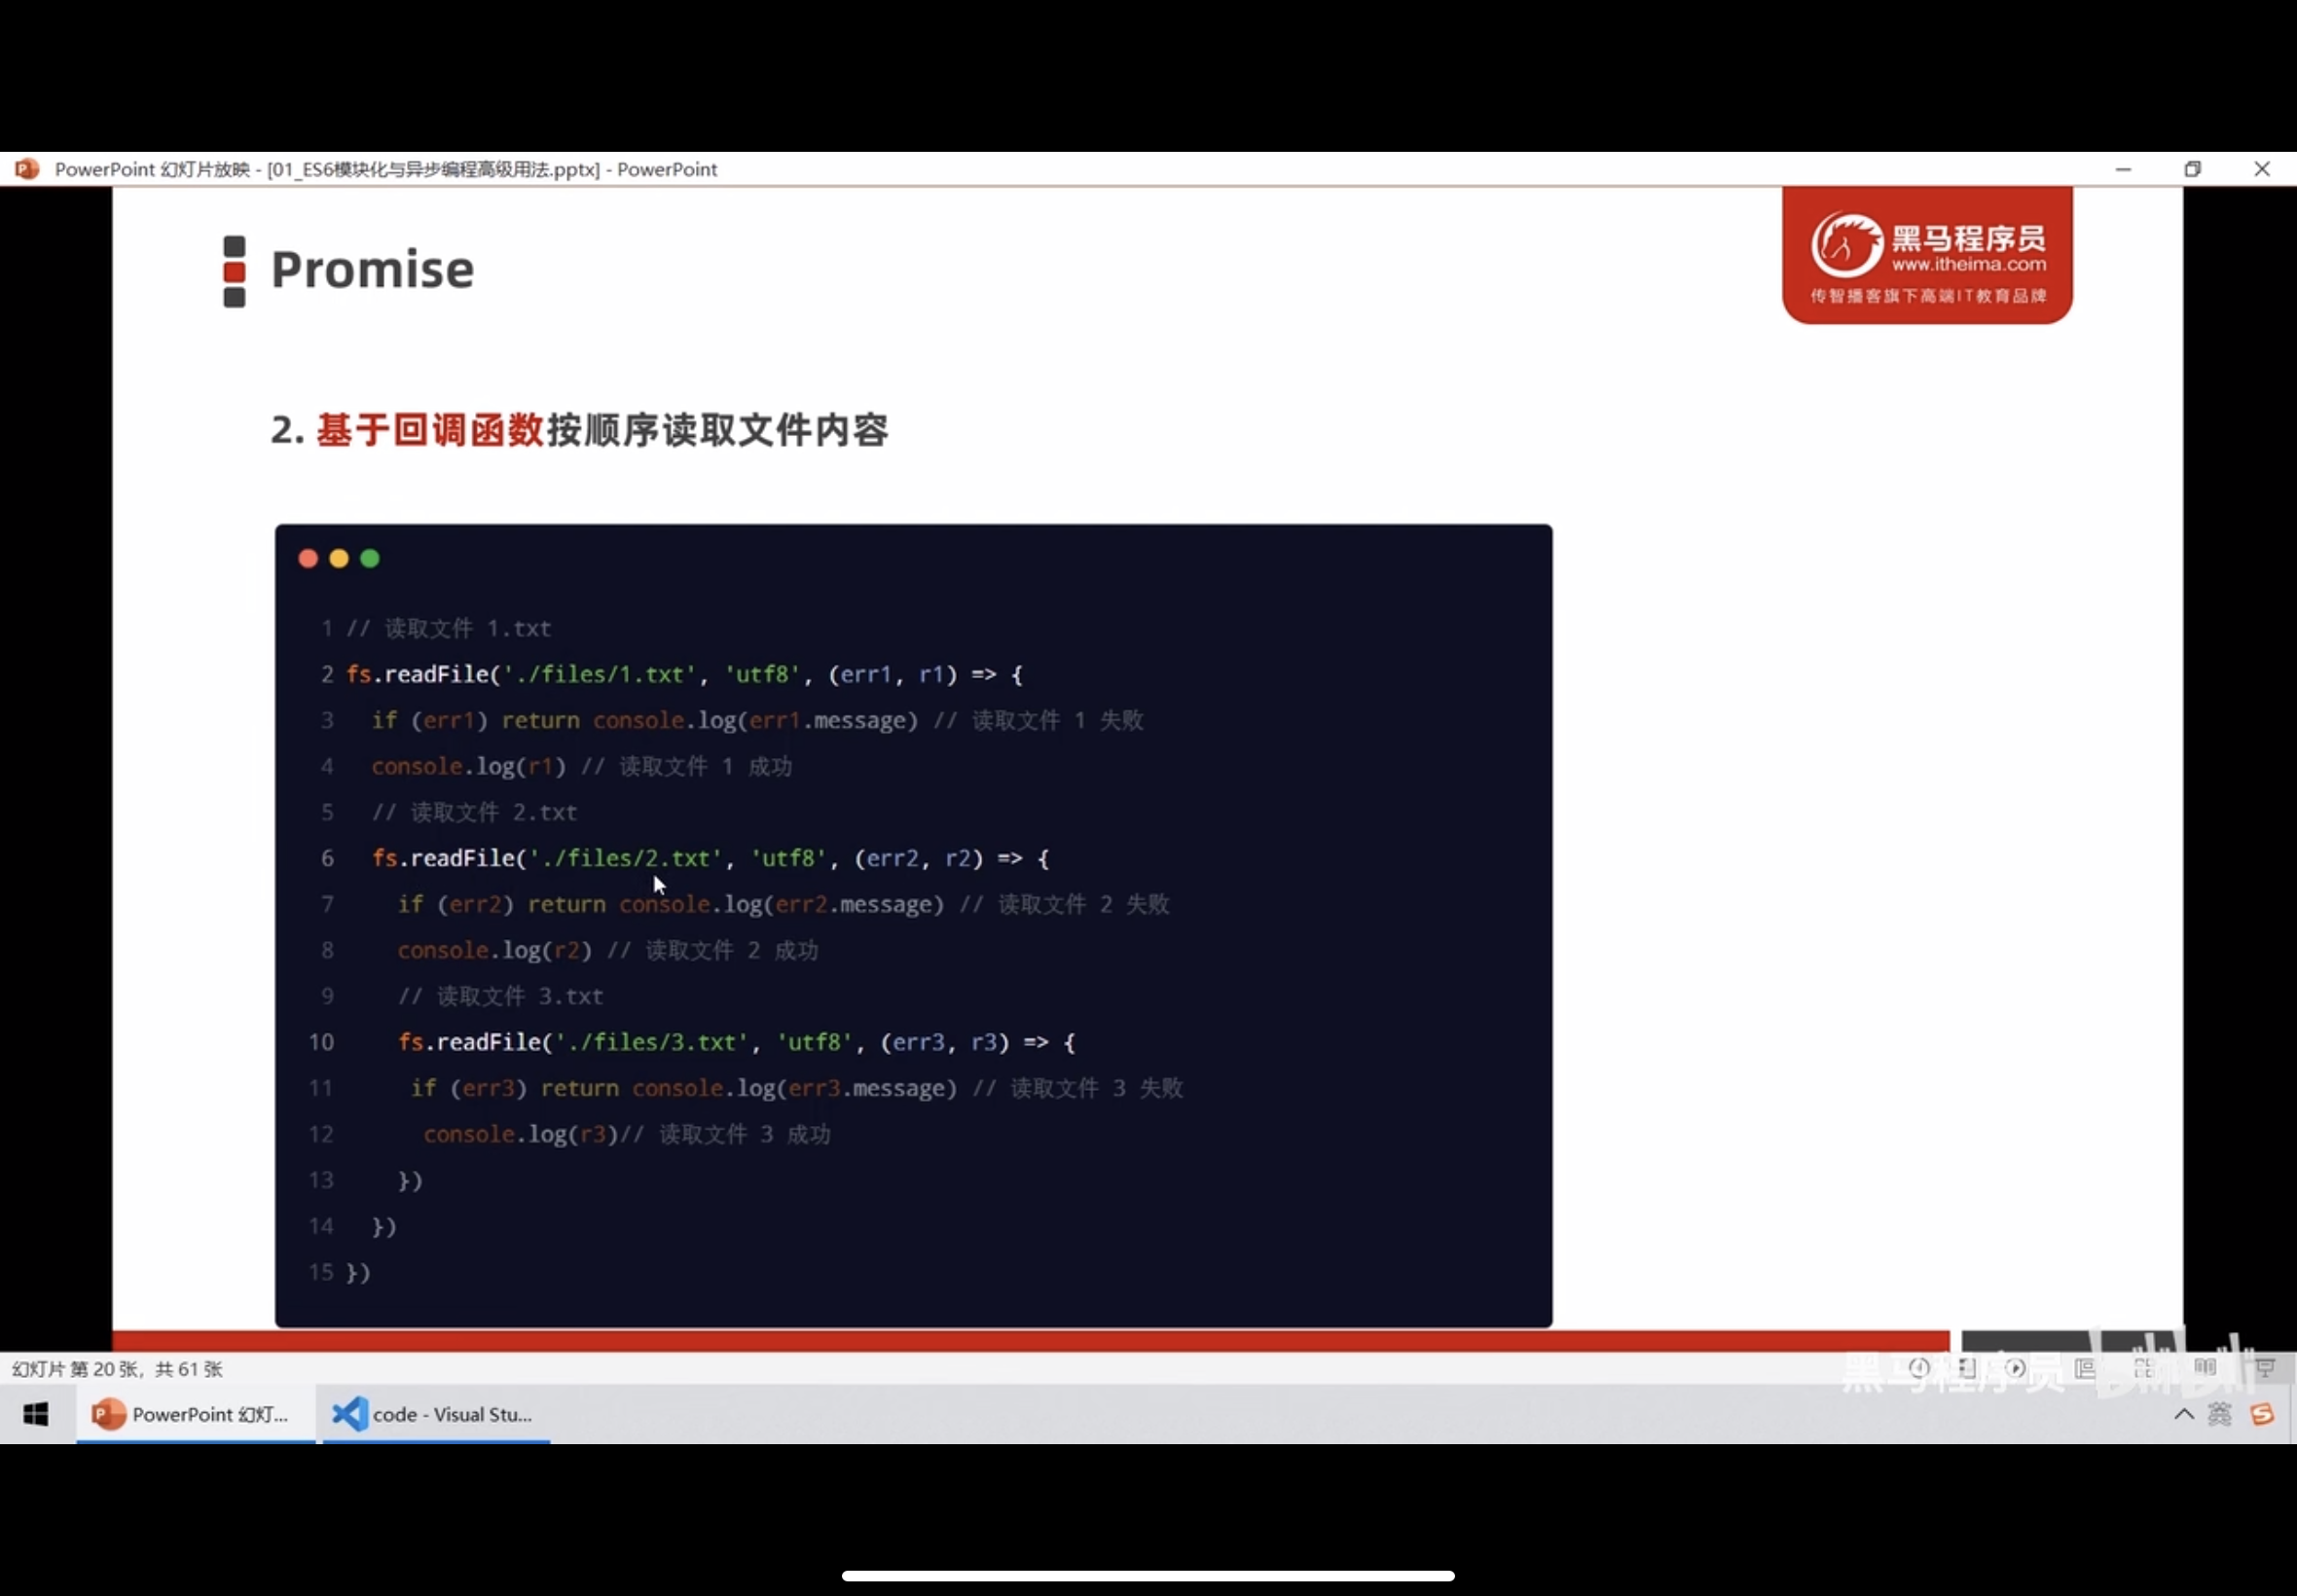 PowerPoint 幻灯片放映 - [01_ES6模块化与异步编程高级用法.pptx] - PowerPoint
Promise
黑马程序员
www.itheima.com
传智播客旗下高端IT教育品牌
2. 基于回调函数按顺序读取文件内容
1 // 读取文件 1.txt
2 fs.readFile('./files/1.txt', 'utf8', (err1, r1) => {
3   if (err1) return console.log(err1.message) // 读取文件 1 失败
4   console.log(r1) // 读取文件 1 成功
5   // 读取文件 2.txt
6   fs.readFile('./files/2.txt', 'utf8', (err2, r2) => {
7     if (err2) return console.log(err2.message) // 读取文件 2 失败
8     console.log(r2) // 读取文件 2 成功
9     // 读取文件 3.txt
10     fs.readFile('./files/3.txt', 'utf8', (err3, r3) => {
11      if (err3) return console.log(err3.message) // 读取文件 3 失败
12       console.log(r3)// 读取文件 3 成功
13     })
14   })
15 })
幻灯片 第 20 张，共 61 张
黑马程序员 bilibili
PowerPoint 幻灯...
code - Visual Stu...
英